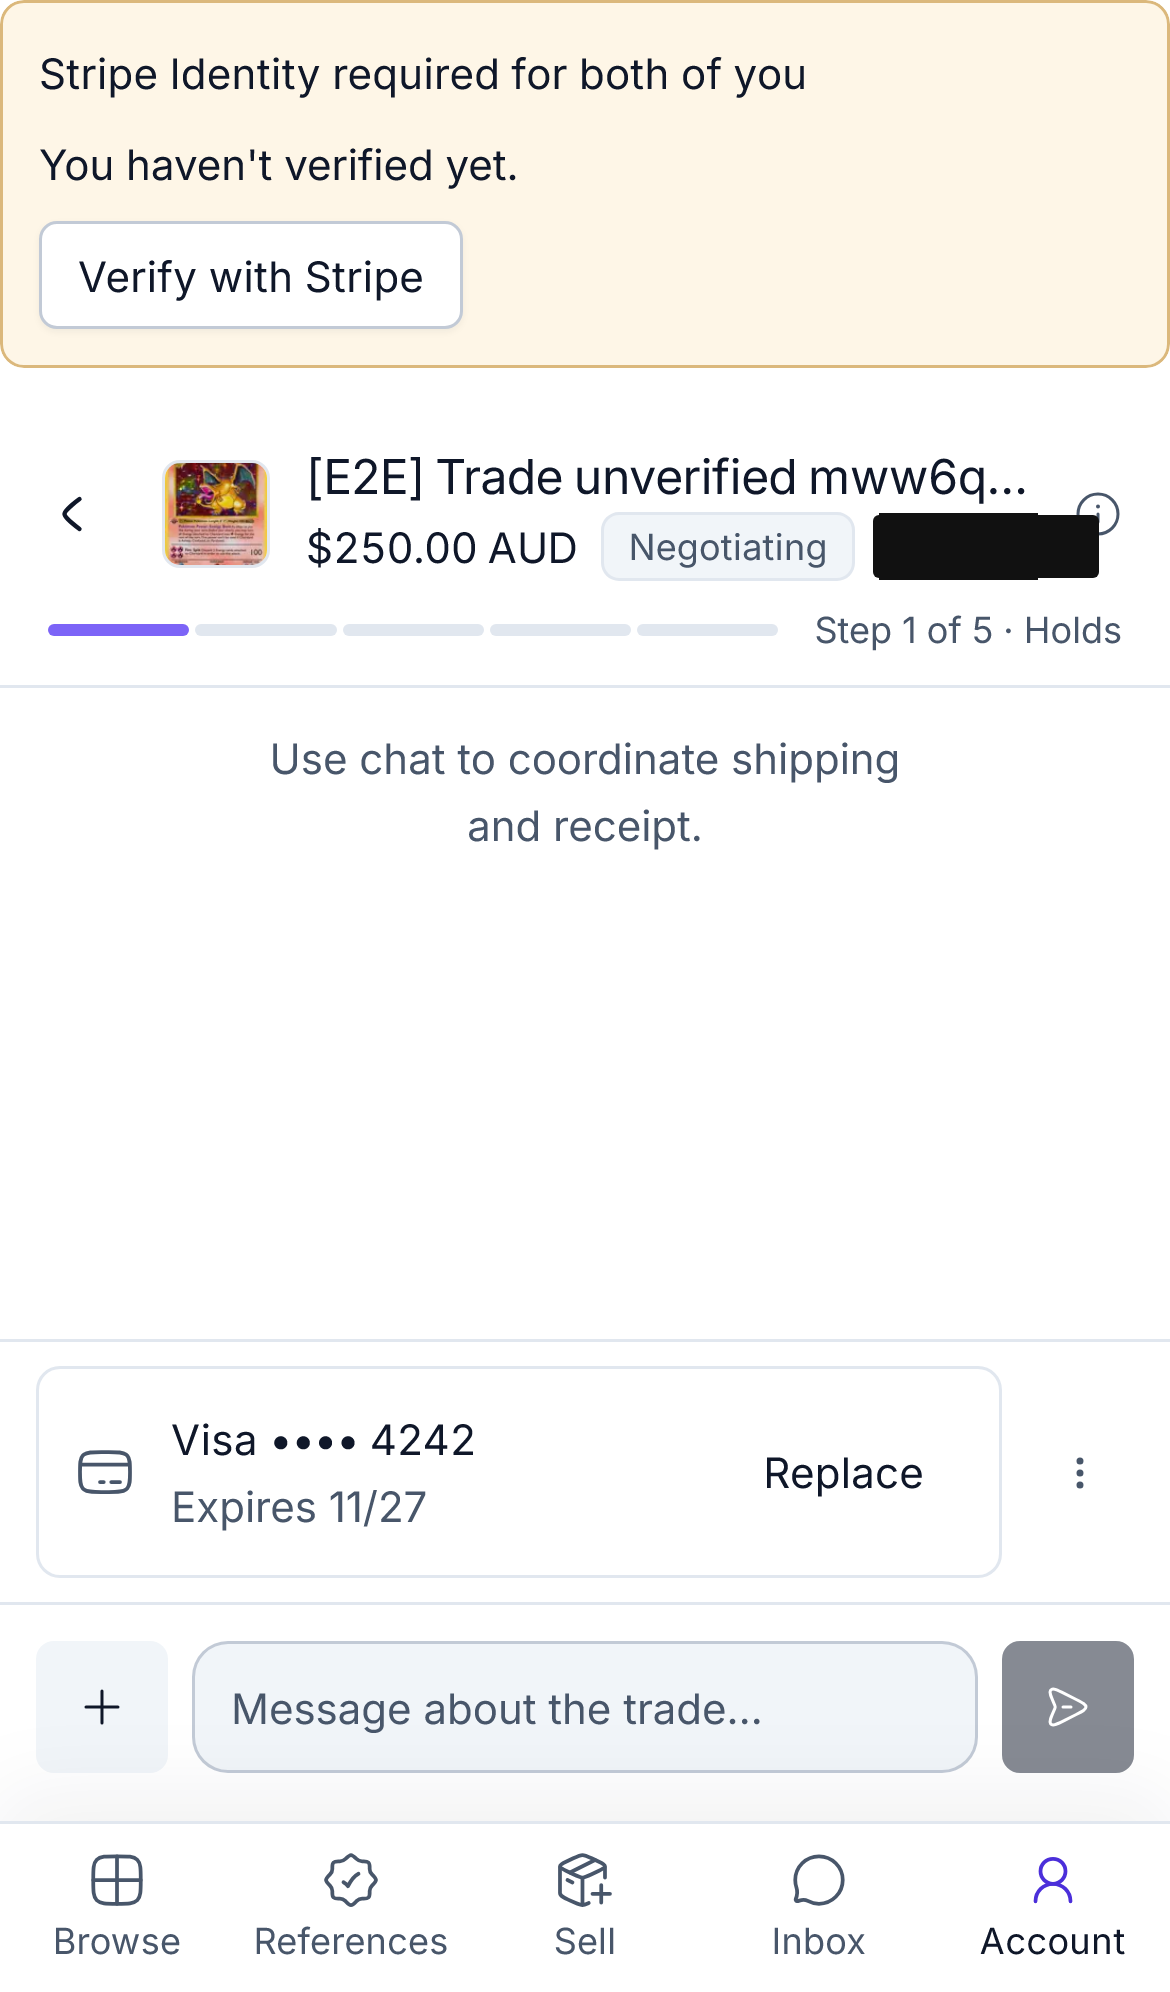 Stripe Identity required for both of you
You haven't verified yet.
Verify with Stripe
[E2E] Trade unverified mww6q...
$250.00 AUD
Negotiating
Step 1 of 5 · Holds
Use chat to coordinate shipping
and receipt.
Visa •••• 4242
Expires 11/27
Replace
Message about the trade...
Browse
References
Sell
Inbox
Account